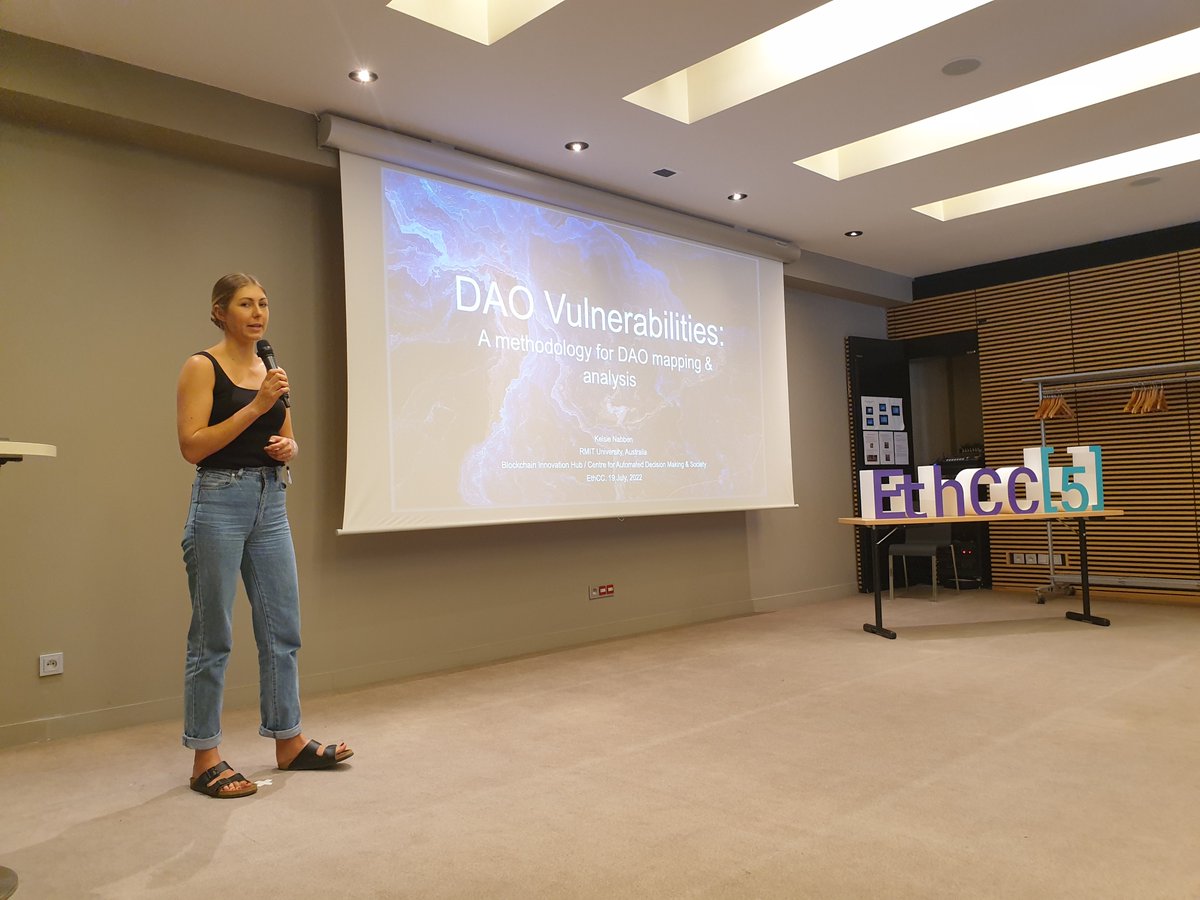 DAO Vulnerabilities:
A methodology for DAO mapping &
analysis
Kelsie Nabben
RMIT University, Australia
Blockchain Innovation Hub / Centre for Automated Decision Making & Society
EthCC, 19 July, 2022
EthCC[5]